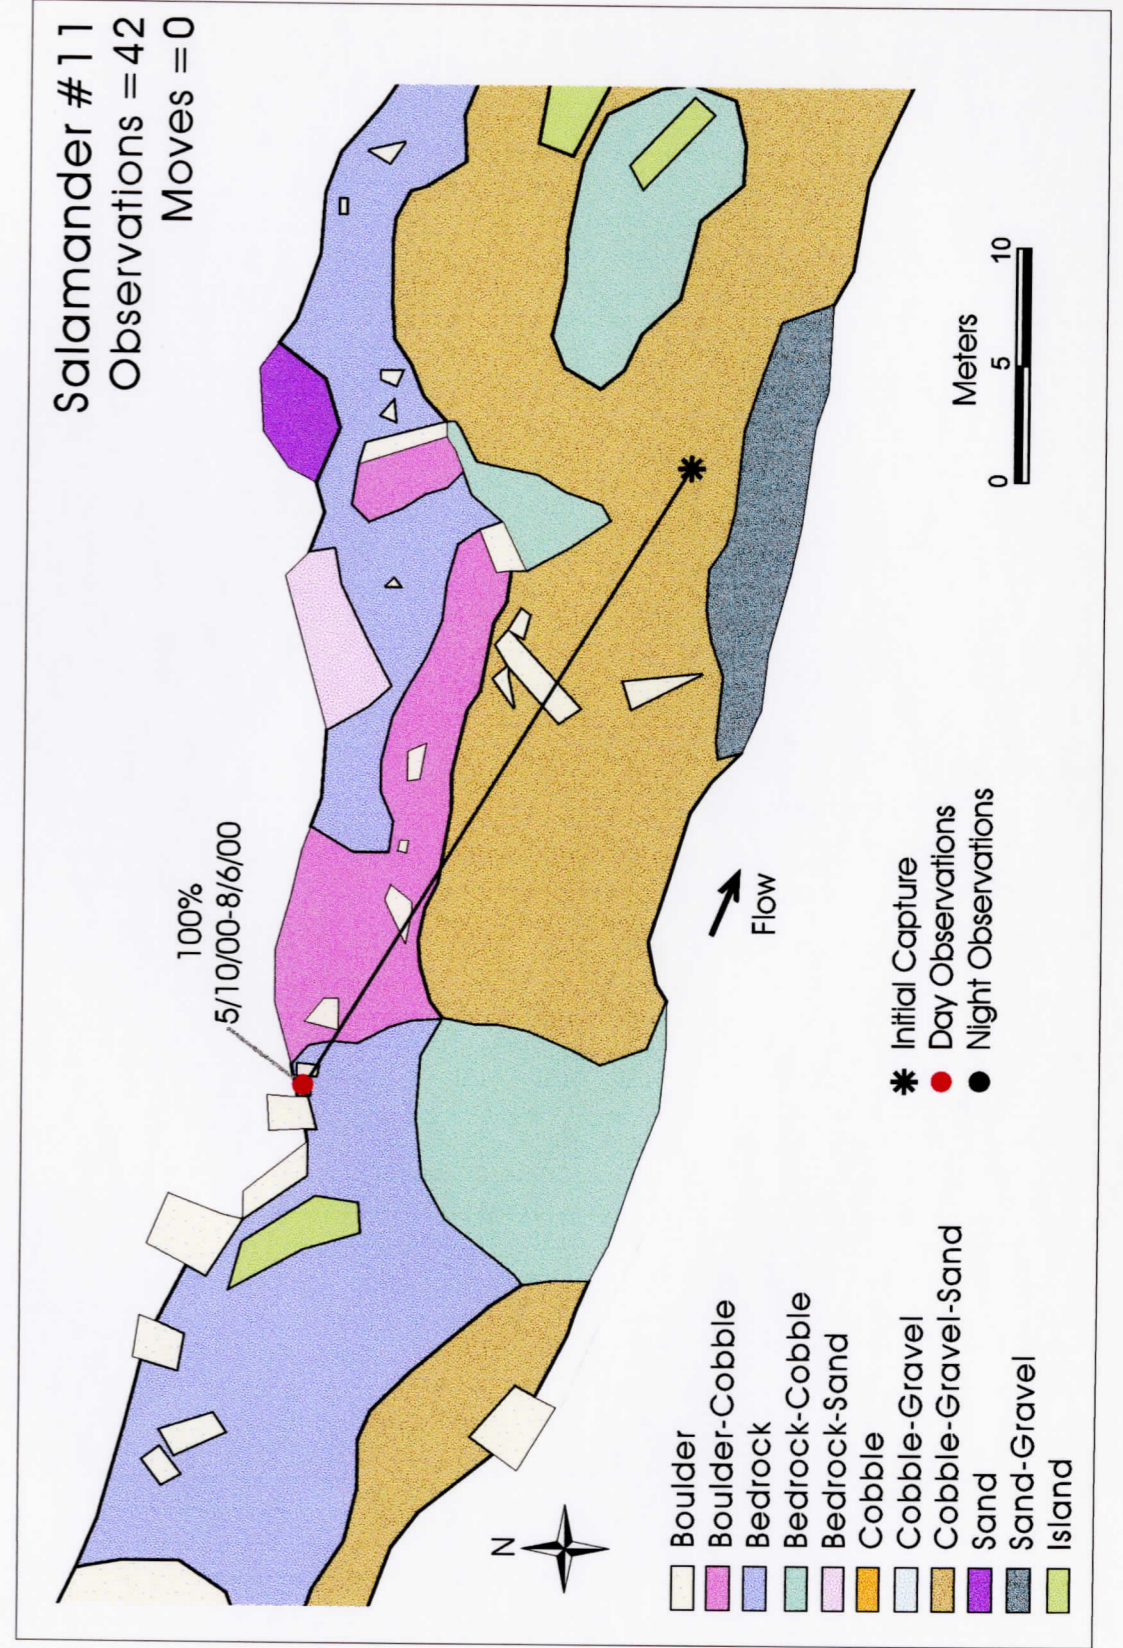 Salamander #11
Observations =42
Moves =0
100%
5/10/00-8/6/00
N
Flow
Meters
0 5 10
Initial Capture
Day Observations
Night Observations
Boulder
Boulder-Cobble
Bedrock
Bedrock-Cobble
Bedrock-Sand
Cobble
Cobble-Gravel
Cobble-Gravel-Sand
Sand
Sand-Gravel
Island